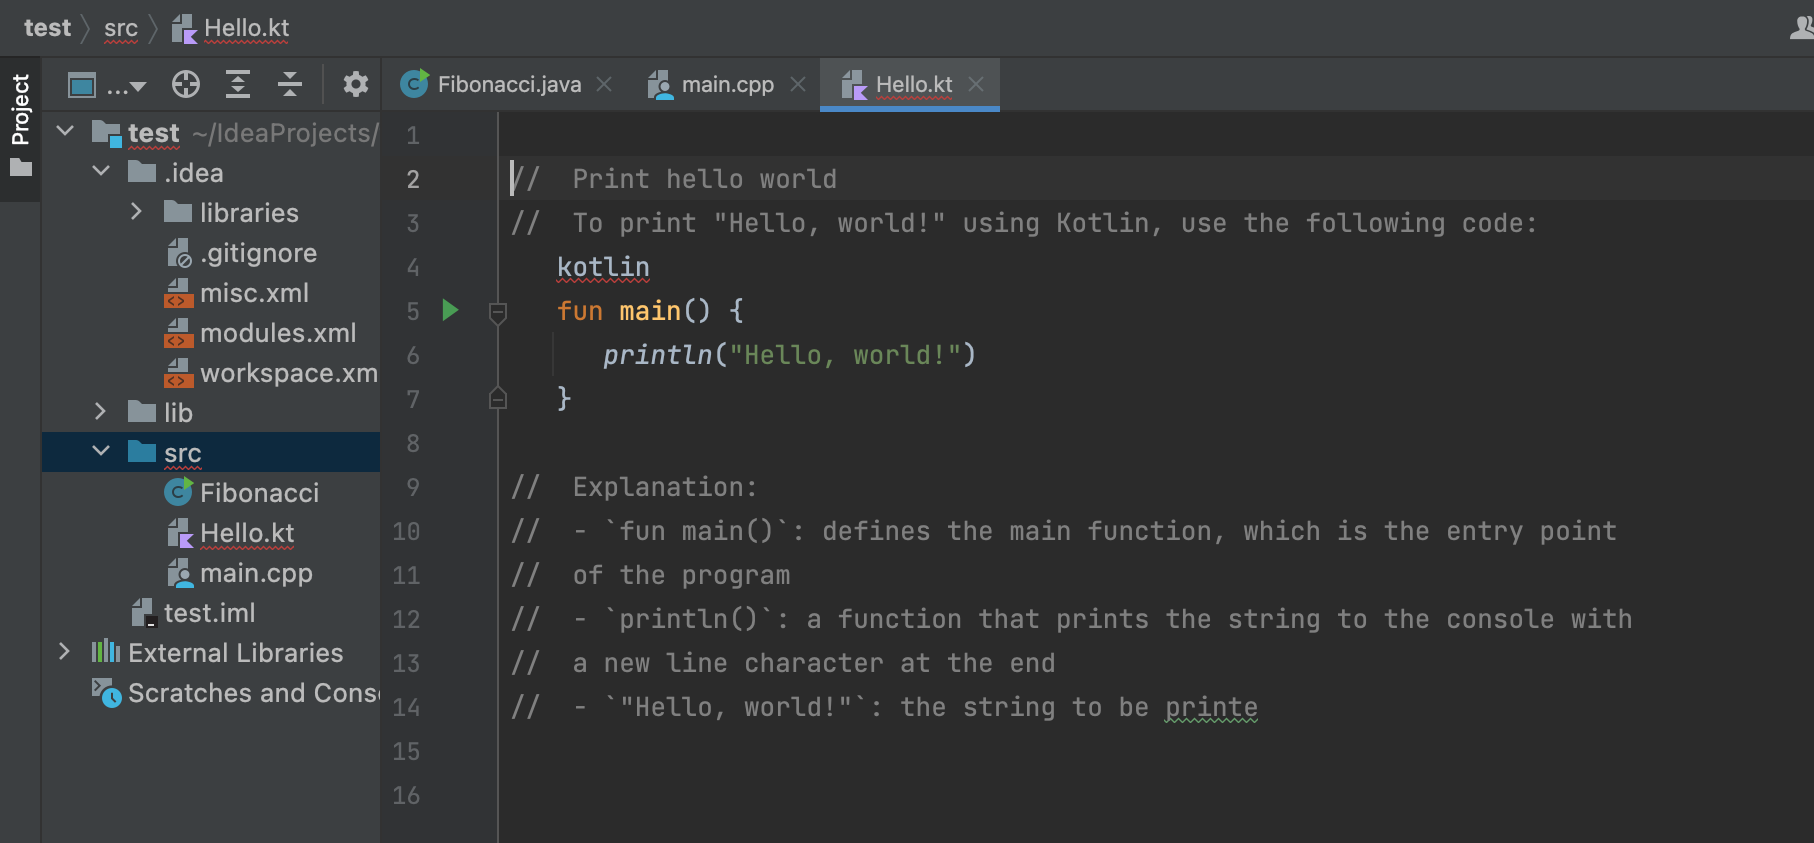 test src Hello.kt
Project
...
Fibonacci.java main.cpp Hello.kt
test ~/IdeaProjects/
.idea
libraries
.gitignore
misc.xml
modules.xml
workspace.xm
lib
src
Fibonacci
Hello.kt
main.cpp
test.iml
External Libraries
Scratches and Conso
1
2 // Print hello world
3 // To print "Hello, world!" using Kotlin, use the following code:
4 kotlin
5 fun main() {
6 println("Hello, world!")
7 }
8
9 // Explanation:
10 // - `fun main()`: defines the main function, which is the entry point
11 // of the program
12 // - `println()`: a function that prints the string to the console with
13 // a new line character at the end
14 // - `"Hello, world!"`: the string to be printe
15
16